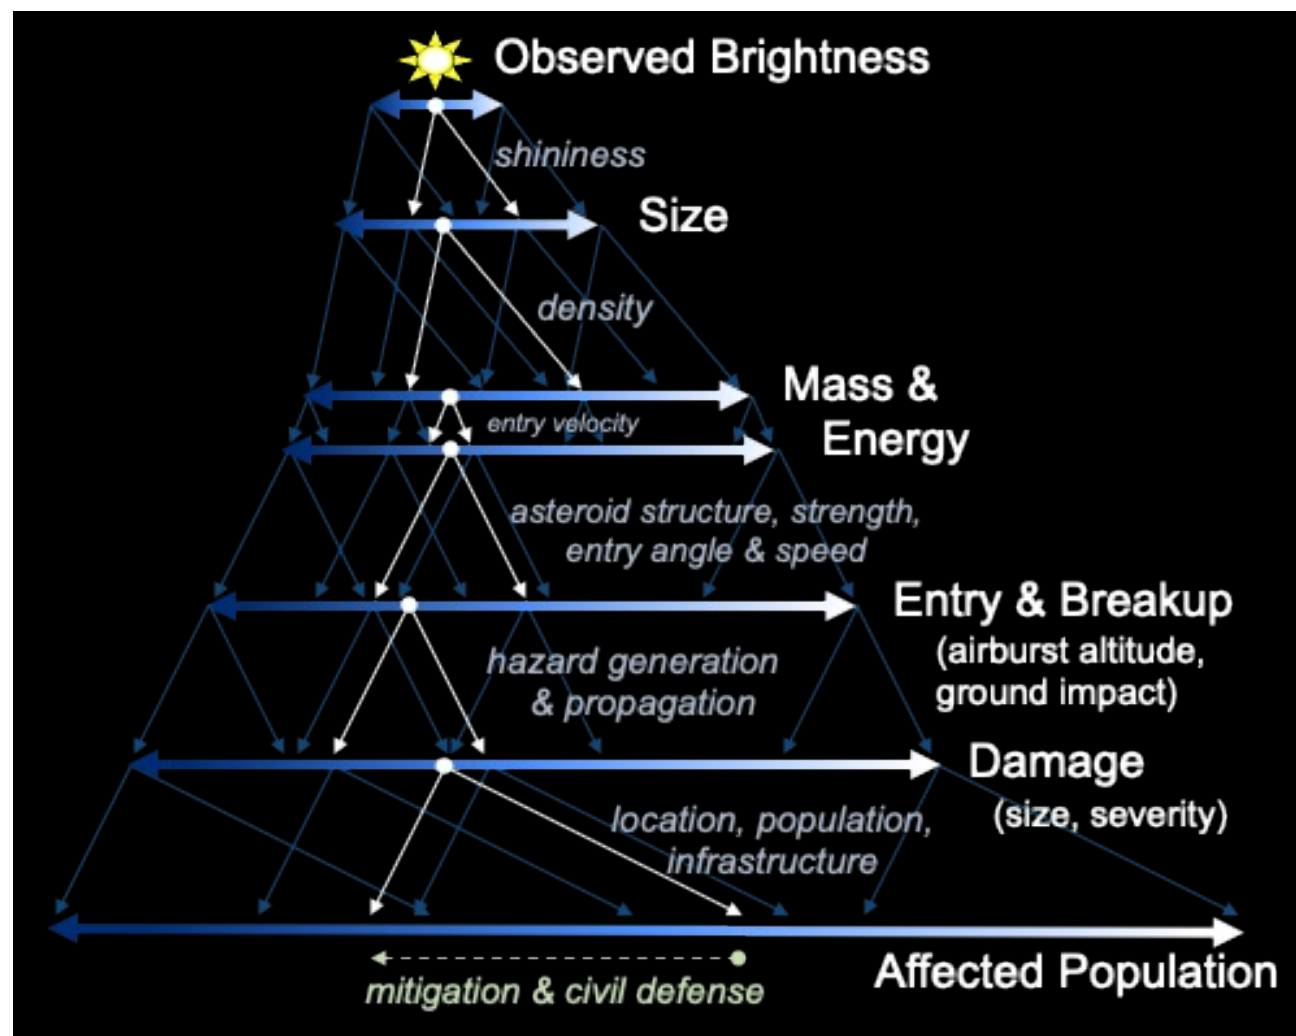 Observed Brightness
shininess
Size
density
Mass &
Energy
entry velocity
asteroid structure, strength,
entry angle & speed
Entry & Breakup
(airburst altitude,
ground impact)
hazard generation
& propagation
Damage
(size, severity)
location, population,
infrastructure
Affected Population
mitigation & civil defense